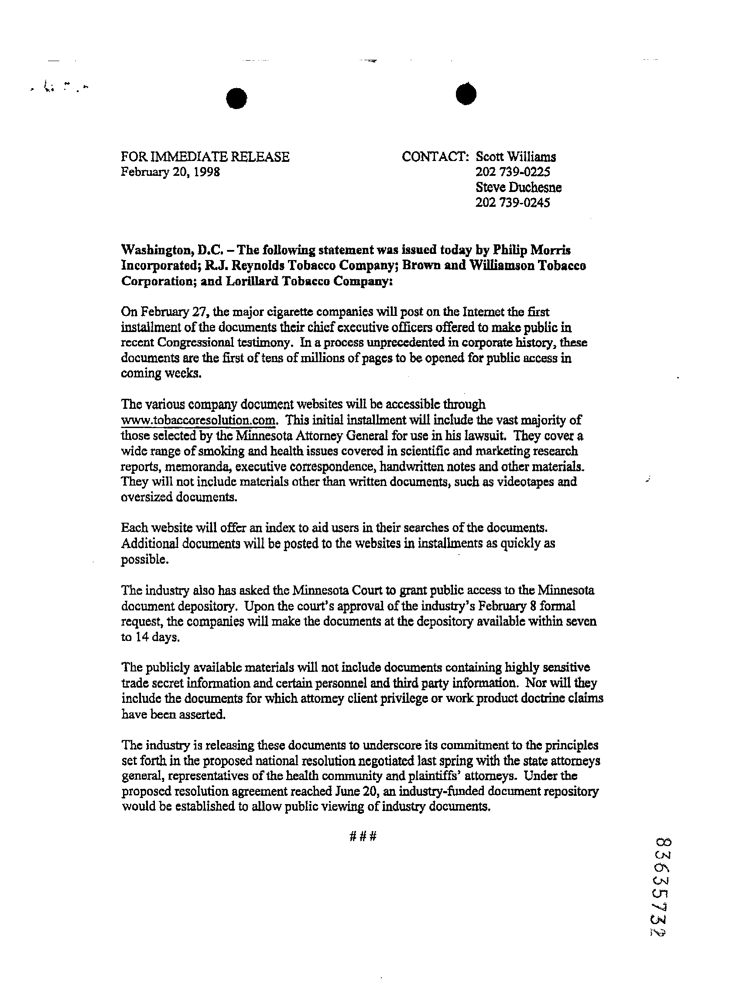 FOR IMMEDIATE RELEASE
February 20, 1998
CONTACT: Scott Williams
202 739-0225
Steve Duchesne
202 739-0245
Washington, D.C. – The following statement was issued today by Philip Morris
Incorporated; R.J. Reynolds Tobacco Company; Brown and Williamson Tobacco
Corporation; and Lorillard Tobacco Company:
On February 27, the major cigarette companies will post on the Internet the first
installment of the documents their chief executive officers offered to make public in
recent Congressional testimony. In a process unprecedented in corporate history, these
documents are the first of tens of millions of pages to be opened for public access in
coming weeks.
The various company document websites will be accessible through
www.tobaccoresolution.com. This initial installment will include the vast majority of
those selected by the Minnesota Attorney General for use in his lawsuit. They cover a
wide range of smoking and health issues covered in scientific and marketing research
reports, memoranda, executive correspondence, handwritten notes and other materials.
They will not include materials other than written documents, such as videotapes and
oversized documents.
Each website will offer an index to aid users in their searches of the documents.
Additional documents will be posted to the websites in installments as quickly as
possible.
The industry also has asked the Minnesota Court to grant public access to the Minnesota
document depository. Upon the court's approval of the industry's February 8 formal
request, the companies will make the documents at the depository available within seven
to 14 days.
The publicly available materials will not include documents containing highly sensitive
trade secret information and certain personnel and third party information. Nor will they
include the documents for which attorney client privilege or work product doctrine claims
have been asserted.
The industry is releasing these documents to underscore its commitment to the principles
set forth in the proposed national resolution negotiated last spring with the state attorneys
general, representatives of the health community and plaintiffs' attorneys. Under the
proposed resolution agreement reached June 20, an industry-funded document repository
would be established to allow public viewing of industry documents.
# # #
83635732